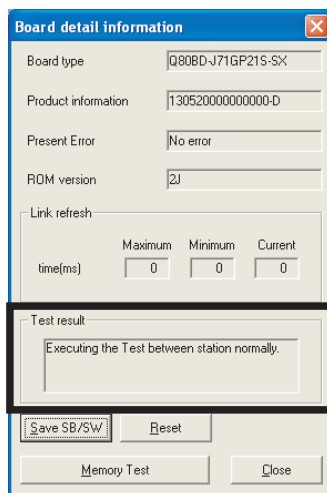 Board detail information
Board type Q80BD-J71GP21S-SX
Product information 130520000000000-D
Present Error No error
ROM version 2J
Link refresh
Maximum Minimum Current
time(ms) 0 0 0
Test result
Executing the Test between station normally.
Save SB/SW Reset
Memory Test Close